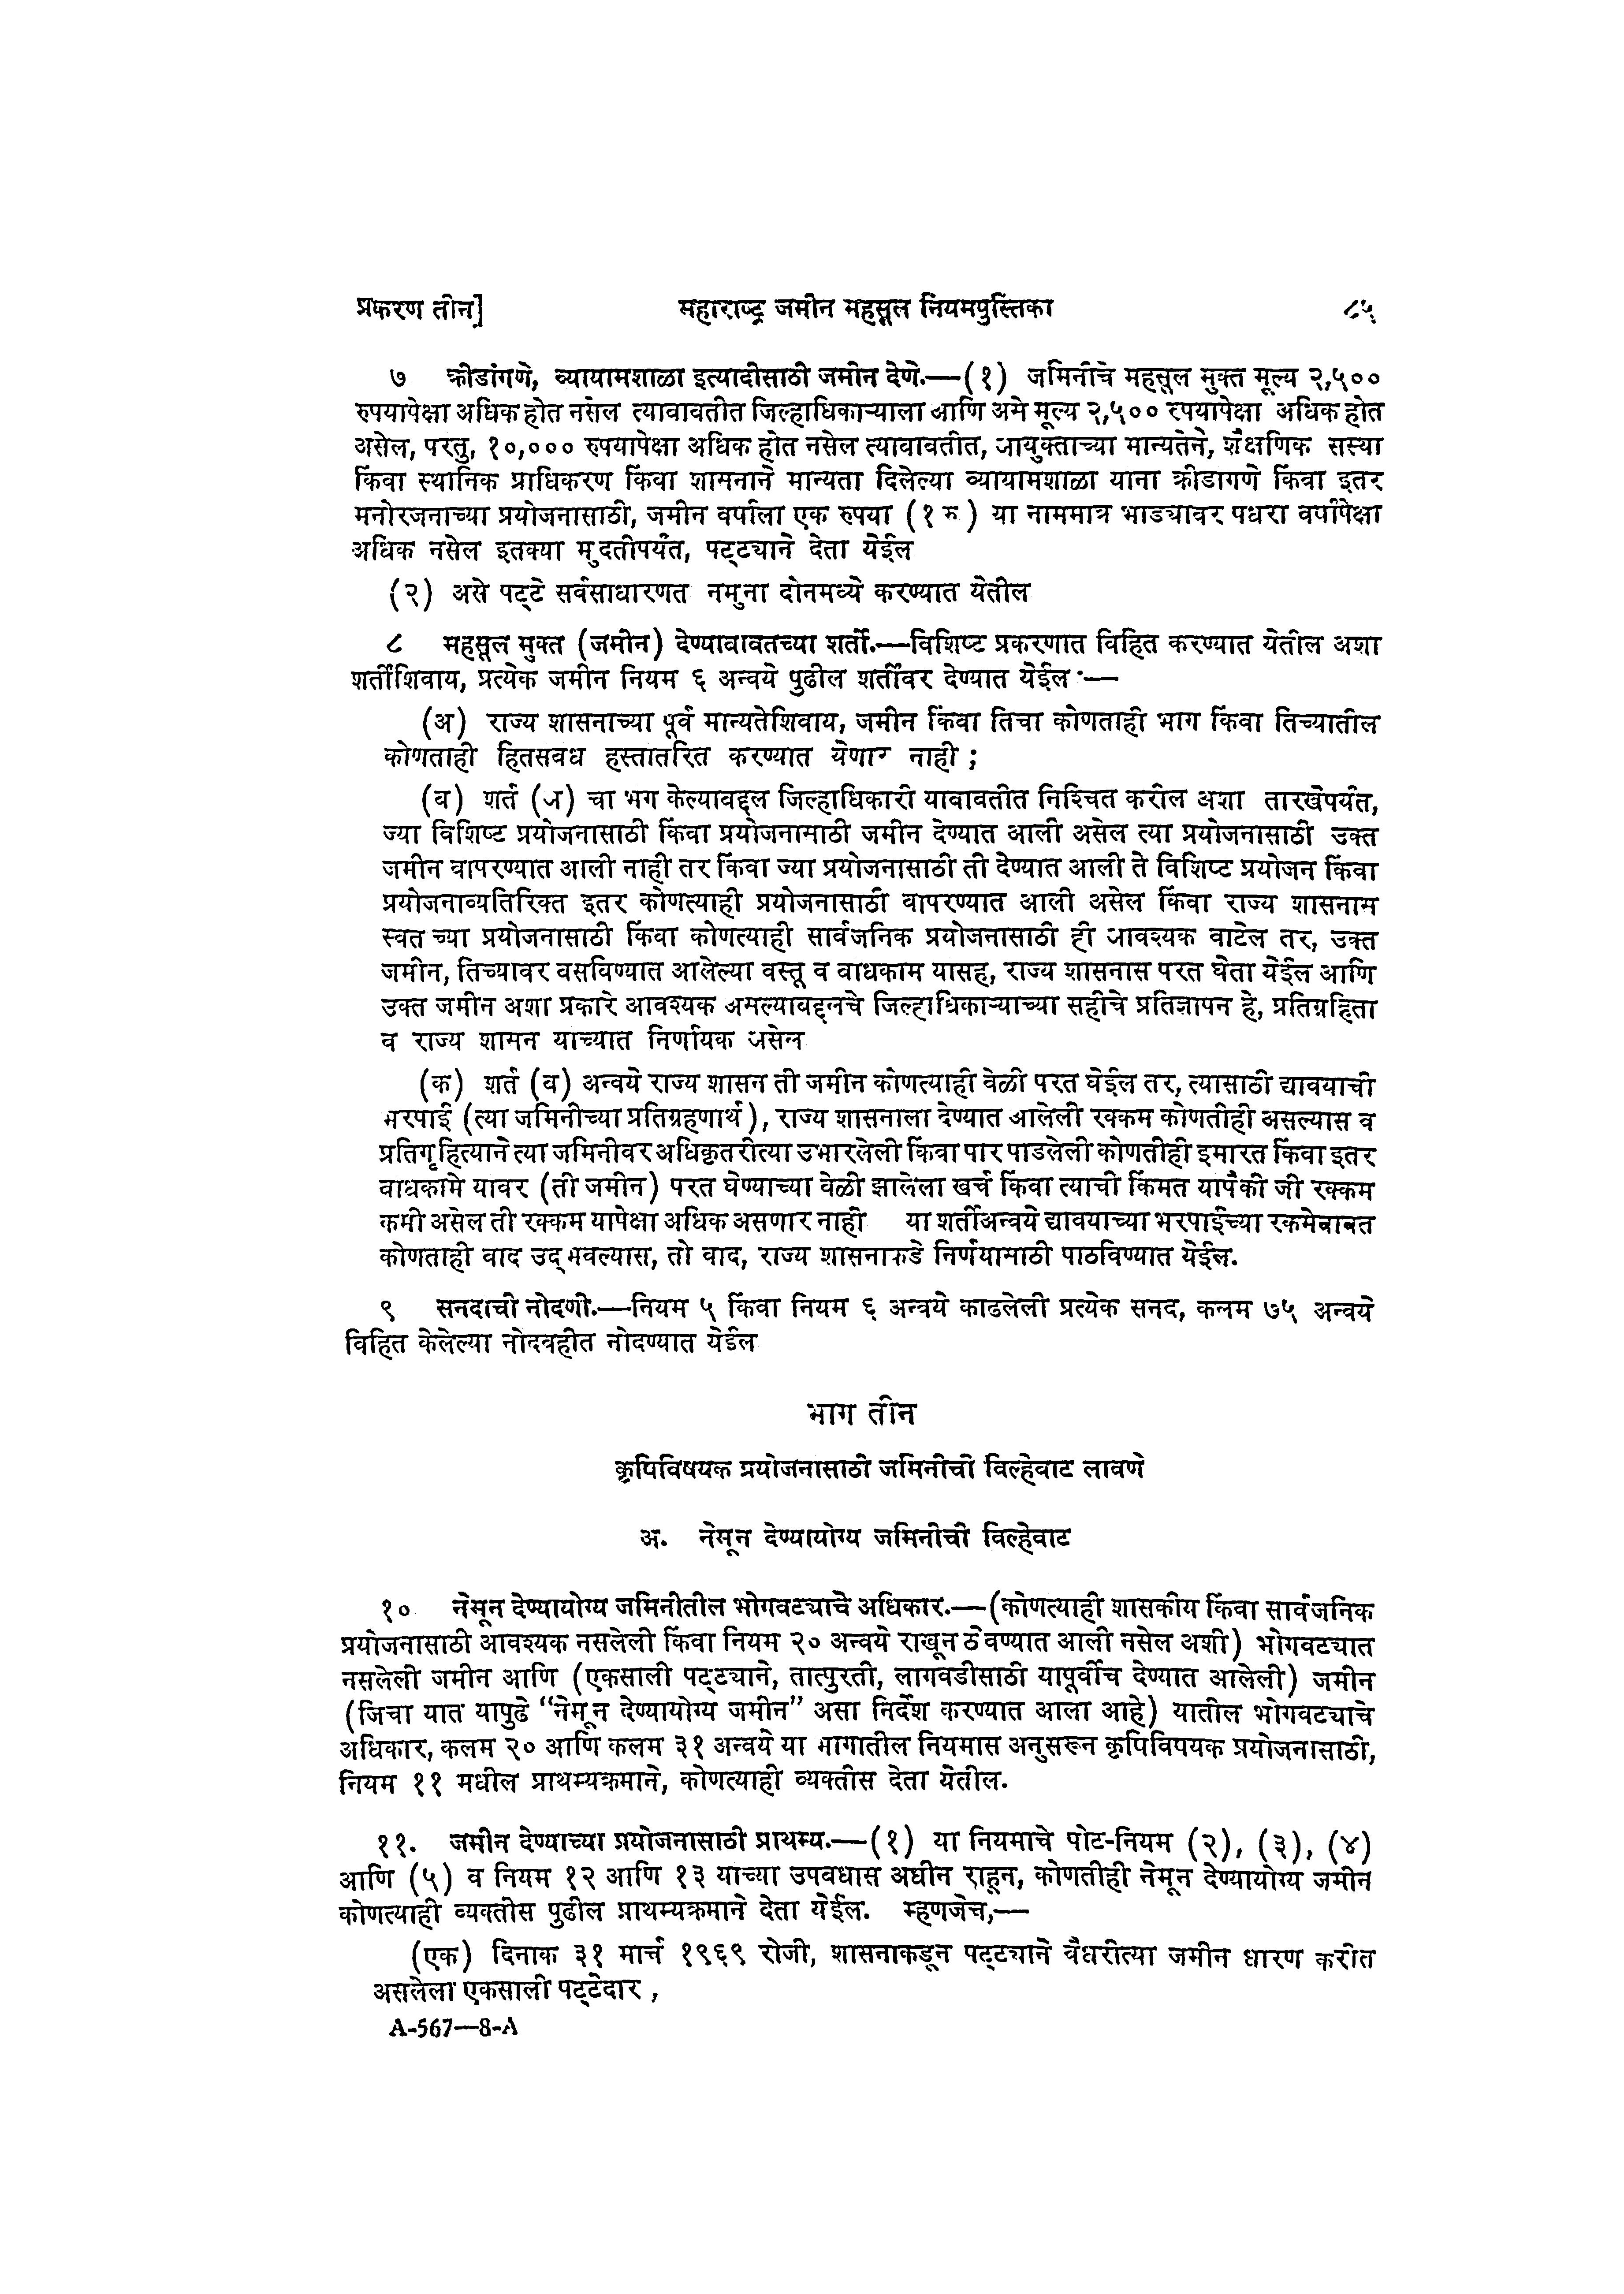 प्रकरण तीन] महाराष्ट्र जमीन महसूल नियमपुस्तिका ८५
७ क्रीडांगणे, व्यायामशाळा इत्यादीसाठी जमीन देणे.—(१) जमिनीचे महसूल मुक्त मूल्य २,५००
रुपयापेक्षा अधिक होत नसेल त्याबाबतीत जिल्हाधिकाऱ्याला आणि असे मूल्य २,५०० रुपयापेक्षा अधिक होत
असेल, परतु, १०,००० रुपयापेक्षा अधिक होत नसेल त्याबाबतीत, आयुक्ताच्या मान्यतेने, शैक्षणिक सस्था
किंवा स्थानिक प्राधिकरण किंवा शासनाने मान्यता दिलेल्या व्यायामशाळा याना क्रीडागणे किंवा इतर
मनोरजनाच्या प्रयोजनासाठी, जमीन वर्षाला एक रुपया (१ रु) या नाममात्र भाड्यावर पधरा वर्षांपेक्षा
अधिक नसेल इतक्या मुदतीपर्यंत, पट्ट्याने देता येईल
(२) असे पट्टे सर्वसाधारणत नमुना दोनमध्ये करण्यात येतील
८ महसूल मुक्त (जमीन) देण्याबाबतच्या शर्ती.—विशिष्ट प्रकरणात विहित करण्यात येतील अशा
शर्तींशिवाय, प्रत्येक जमीन नियम ६ अन्वये पुढील शर्तींवर देण्यात येईल :—
(अ) राज्य शासनाच्या पूर्व मान्यतेशिवाय, जमीन किंवा तिचा कोणताही भाग किंवा तिच्यातील
कोणताही हितसबध हस्तातरित करण्यात येणार नाही ;
(ब) शर्त (अ) चा भग केल्याबद्दल जिल्हाधिकारी याबाबतीत निश्चित करील अशा तारखेपर्यंत,
ज्या विशिष्ट प्रयोजनासाठी किंवा प्रयोजनासाठी जमीन देण्यात आली असेल त्या प्रयोजनासाठी उक्त
जमीन वापरण्यात आली नाही तर किंवा ज्या प्रयोजनासाठी ती देण्यात आली ते विशिष्ट प्रयोजन किंवा
प्रयोजनाव्यतिरिक्त इतर कोणत्याही प्रयोजनासाठी वापरण्यात आली असेल किंवा राज्य शासनास
स्वत च्या प्रयोजनासाठी किंवा कोणत्याही सार्वजनिक प्रयोजनासाठी ही आवश्यक वाटेल तर, उक्त
जमीन, तिच्यावर बसविण्यात आलेल्या वस्तू व बाधकाम यासह, राज्य शासनास परत घेता येईल आणि
उक्त जमीन अशा प्रकारे आवश्यक असल्याबद्दलचे जिल्हाधिकाऱ्याच्या सहीचे प्रतिज्ञापन हे, प्रतिग्रहिता
व राज्य शासन याच्यात निर्णायक असेल
(क) शर्त (ब) अन्वये राज्य शासन ती जमीन कोणत्याही वेळी परत घेईल तर, त्यासाठी द्यावयाची
भरपाई (त्या जमिनीच्या प्रतिग्रहणार्थ), राज्य शासनाला देण्यात आलेली रक्कम कोणतीही असल्यास व
प्रतिगृहित्याने त्या जमिनीवर अधिकृतरीत्या उभारलेली किंवा पार पाडलेली कोणतीही इमारत किंवा इतर
बाधकामे यावर (ती जमीन) परत घेण्याच्या वेळी झालेला खर्च किंवा त्याची किंमत यापैकी जी रक्कम
कमी असेल ती रक्कम यापेक्षा अधिक असणार नाही या शर्तीअन्वये द्यावयाच्या भरपाईच्या रकमेबाबत
कोणताही वाद उद्भवल्यास, तो वाद, राज्य शासनाकडे निर्णयासाठी पाठविण्यात येईल.
९ सनदाची नोदणी.—नियम ५ किंवा नियम ६ अन्वये काढलेली प्रत्येक सनद, कलम ७५ अन्वये
विहित केलेल्या नोदवहीत नोदण्यात येईल
भाग तीन
कृषिविषयक प्रयोजनासाठी जमिनीची विल्हेवाट लावणे
अ. नेमून देण्यायोग्य जमिनीची विल्हेवाट
१० नेमून देण्यायोग्य जमिनीतील भोगवट्याचे अधिकार.—(कोणत्याही शासकीय किंवा सार्वजनिक
प्रयोजनासाठी आवश्यक नसलेली किंवा नियम २० अन्वये राखून ठेवण्यात आली नसेल अशी) भोगवट्यात
नसलेली जमीन आणि (एकसाली पट्ट्याने, तात्पुरती, लागवडीसाठी यापूर्वीच देण्यात आलेली) जमीन
(जिचा यात यापुढे “नेमून देण्यायोग्य जमीन” असा निर्देश करण्यात आला आहे) यातील भोगवट्याचे
अधिकार, कलम २० आणि कलम ३१ अन्वये या भागातील नियमास अनुसरून कृषिविषयक प्रयोजनासाठी,
नियम ११ मधील प्राथम्यक्रमाने, कोणत्याही व्यक्तीस देता येतील.
११. जमीन देण्याच्या प्रयोजनासाठी प्राथम्य.—(१) या नियमाचे पोट-नियम (२), (३), (४)
आणि (५) व नियम १२ आणि १३ याच्या उपबधास अधीन राहून, कोणतीही नेमून देण्यायोग्य जमीन
कोणत्याही व्यक्तीस पुढील प्राथम्यक्रमाने देता येईल. म्हणजेच,—
(एक) दिनाक ३१ मार्च १९६९ रोजी, शासनाकडून पट्ट्याने वैधरीत्या जमीन धारण करीत
असलेला एकसाली पट्टेदार ,
A-567—8-A